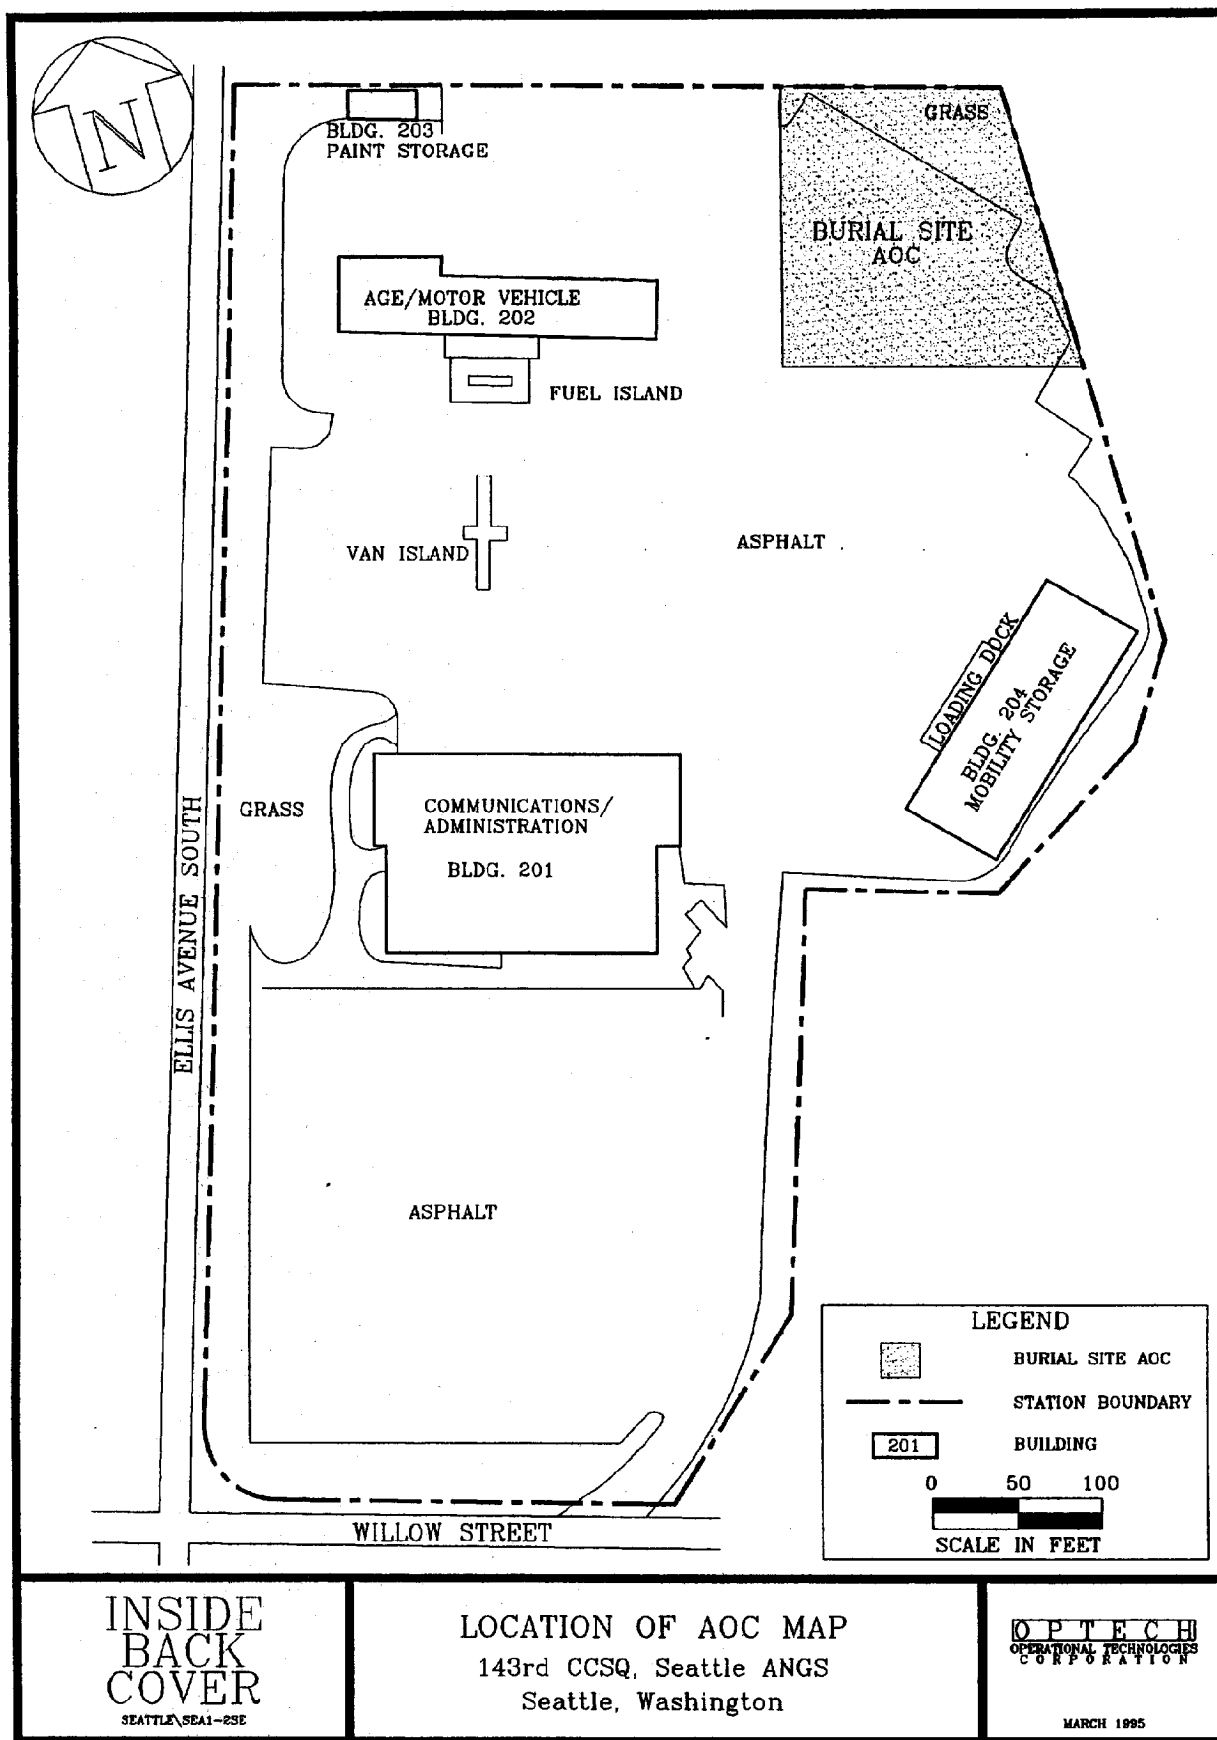 N
BLDG. 203
PAINT STORAGE
GRASS
BURIAL SITE
AOC
AGE/MOTOR VEHICLE
BLDG. 202
FUEL ISLAND
VAN ISLAND
ASPHALT
LOADING DOCK
BLDG. 204
MOBILITY STORAGE
GRASS
COMMUNICATIONS/
ADMINISTRATION
BLDG. 201
ELLIS AVENUE SOUTH
ASPHALT
WILLOW STREET
LEGEND
BURIAL SITE AOC
STATION BOUNDARY
201 BUILDING
0 50 100
SCALE IN FEET
INSIDE
BACK
COVER
SEATTLE\SEA1-2SE
LOCATION OF AOC MAP
143rd CCSQ, Seattle ANGS
Seattle, Washington
OPTECH
OPERATIONAL TECHNOLOGIES
CORPORATION
MARCH 1995